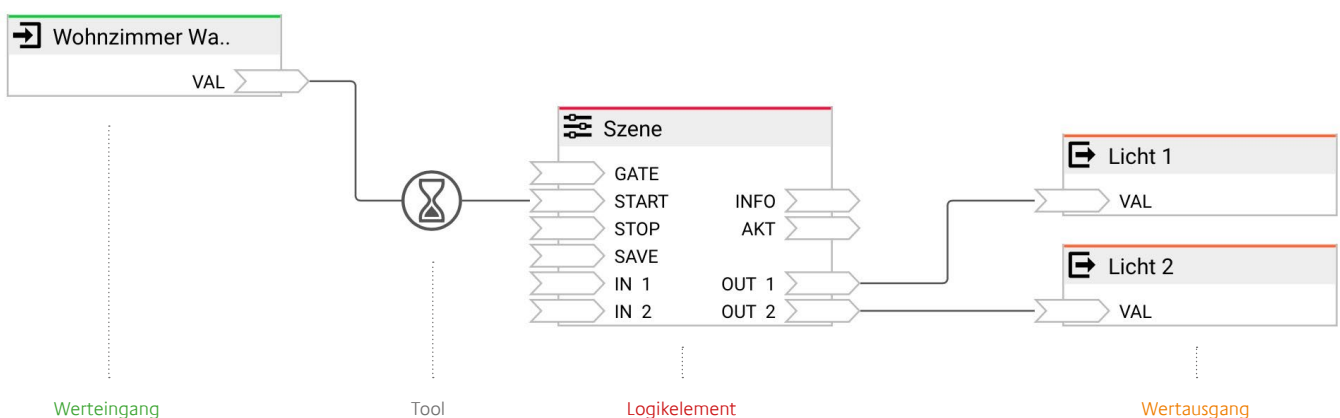 Wohnzimmer Wa..
VAL
Szene
GATE
START
STOP
SAVE
IN 1
IN 2
INFO
AKT
OUT 1
OUT 2
Licht 1
VAL
Licht 2
VAL
Werteingang
Tool
Logikelement
Wertausgang